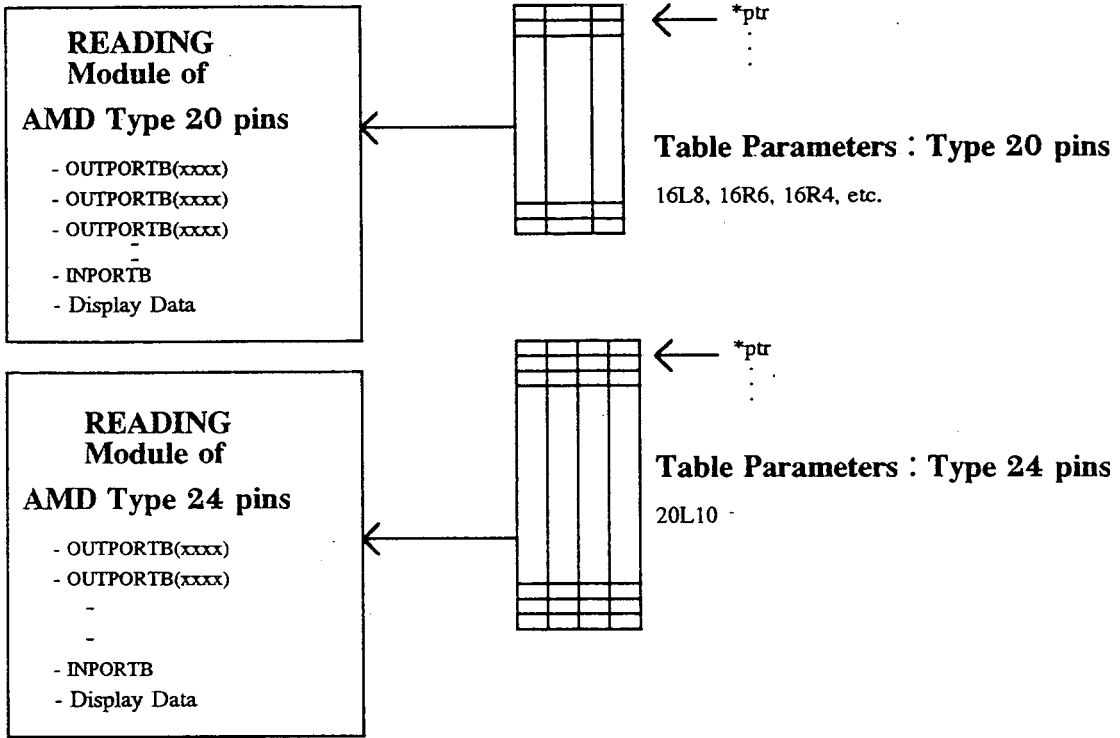 READING
Module of
AMD Type 20 pins
- OUTPORTB(xxxx)
- OUTPORTB(xxxx)
- OUTPORTB(xxxx)
-
-
- INPORTB
- Display Data
*ptr
Table Parameters : Type 20 pins
16L8, 16R6, 16R4, etc.
READING
Module of
AMD Type 24 pins
- OUTPORTB(xxxx)
- OUTPORTB(xxxx)
-
-
- INPORTB
- Display Data
*ptr
Table Parameters : Type 24 pins
20L10